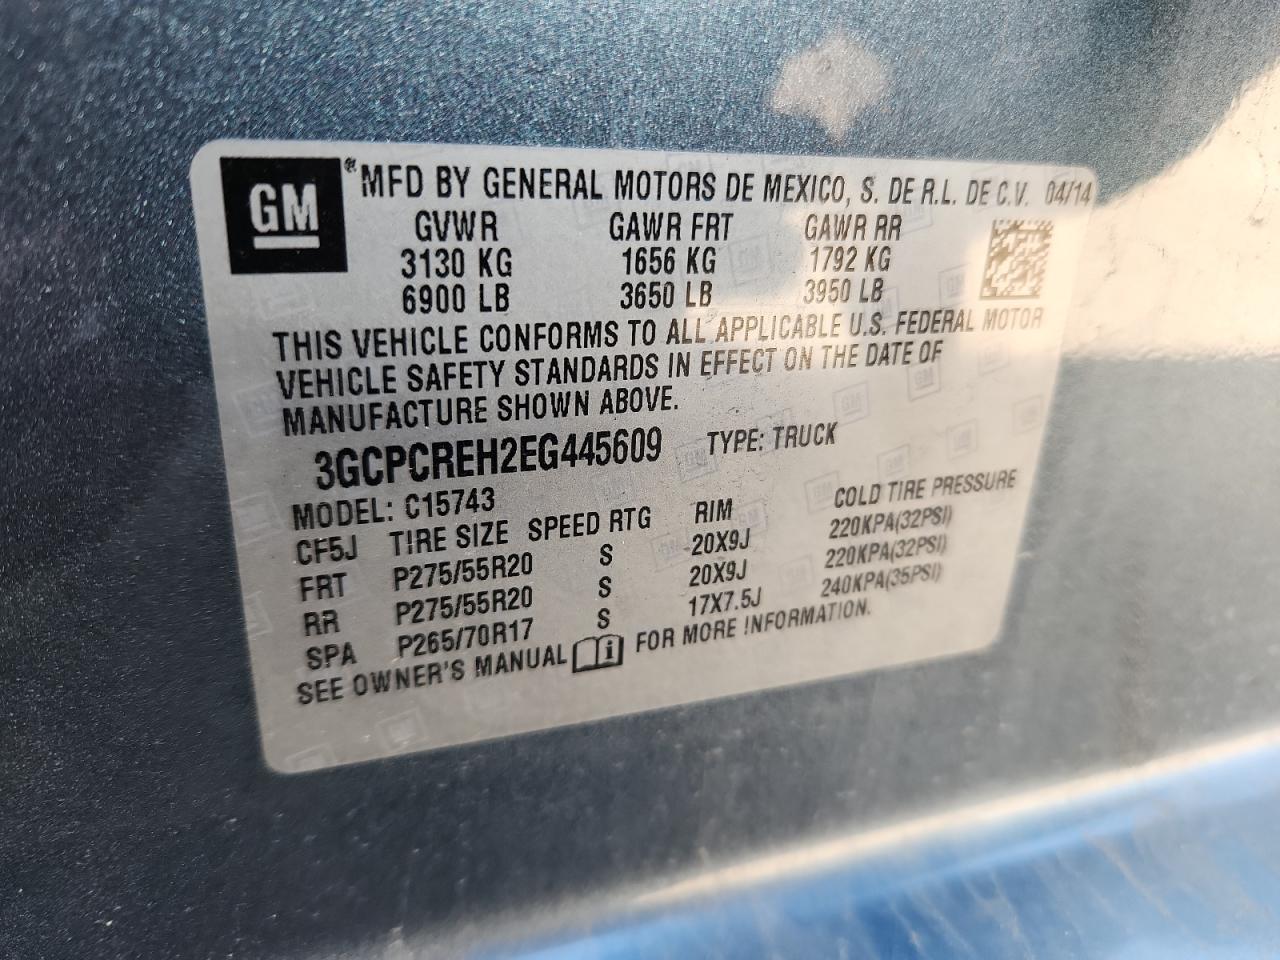 GM
*MFD BY GENERAL MOTORS DE MEXICO, S. DE R.L. DE C.V. 04/14
GVWR GAWR FRT GAWR RR
3130 KG 1656 KG 1792 KG
6900 LB 3650 LB 3950 LB
THIS VEHICLE CONFORMS TO ALL APPLICABLE U.S. FEDERAL MOTOR
VEHICLE SAFETY STANDARDS IN EFFECT ON THE DATE OF
MANUFACTURE SHOWN ABOVE.
3GCPCREH2EG445609 TYPE: TRUCK
MODEL: C15743
CF5J TIRE SIZE SPEED RTG RIM COLD TIRE PRESSURE
FRT P275/55R20 S 20X9J 220KPA(32PSI)
RR P275/55R20 S 20X9J 220KPA(32PSI)
SPA P265/70R17 S 17X7.5J 240KPA(35PSI)
SEE OWNER'S MANUAL i FOR MORE INFORMATION.